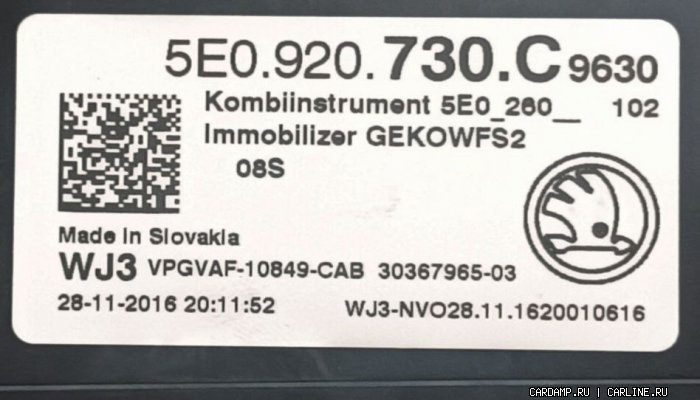 5E0.920.730.C 9630
Kombiinstrument 5E0_260__ 102
Immobilizer GEKOWFS2
08S
Made in Slovakia
WJ3 VPGVAF-10849-CAB 30367965-03
28-11-2016 20:11:52 WJ3-NVO28.11.1620010616
CARDAMP.RU | CARLINE.RU